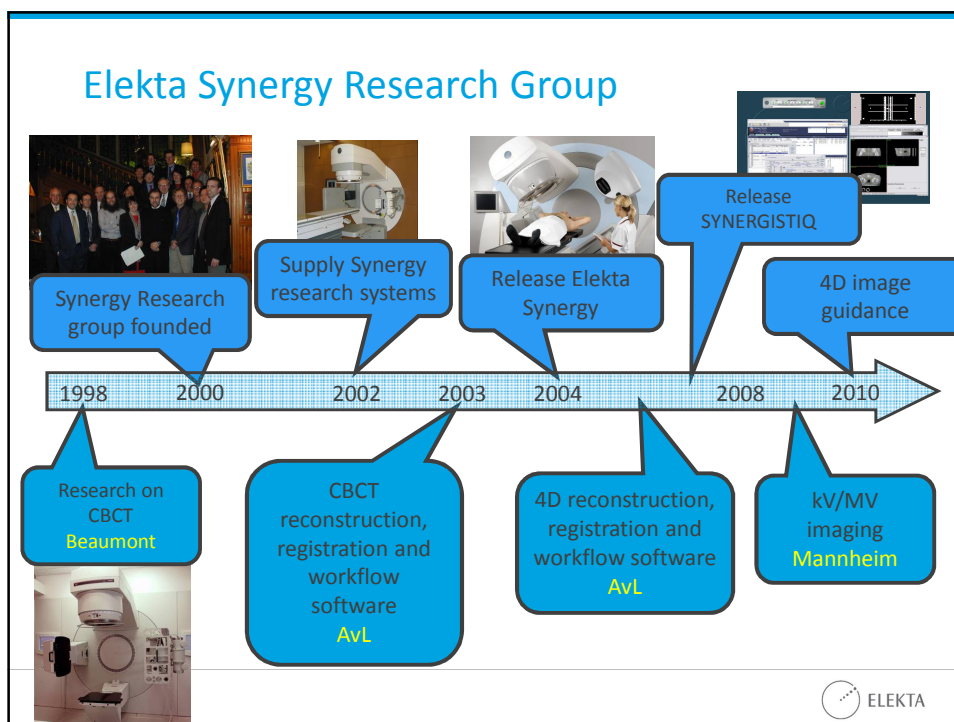 Elekta Synergy Research Group
Synergy Research
group founded
Supply Synergy
research systems
Release Elekta
Synergy
Release
SYNERGISTIQ
4D image
guidance
1998 2000 2002 2003 2004 2008 2010
Research on
CBCT
Beaumont
CBCT
reconstruction,
registration and
workflow
software
AvL
4D reconstruction,
registration and
workflow software
AvL
kV/MV
imaging
Mannheim
ELEKTA